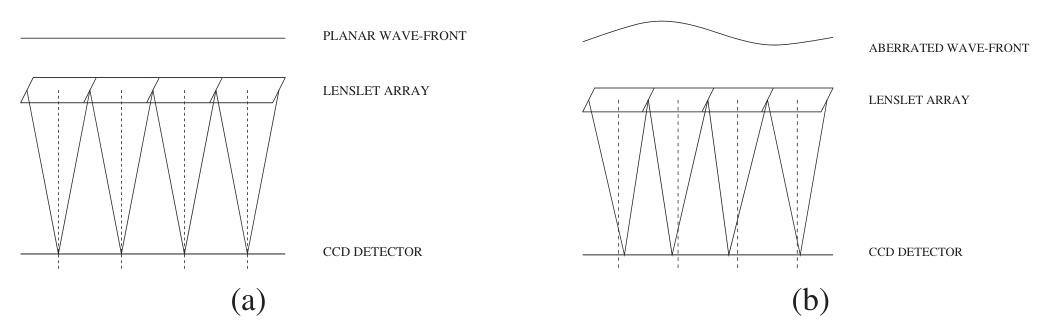 PLANAR WAVE-FRONT
LENSLET ARRAY
CCD DETECTOR
(a)
ABERRATED WAVE-FRONT
LENSLET ARRAY
CCD DETECTOR
(b)